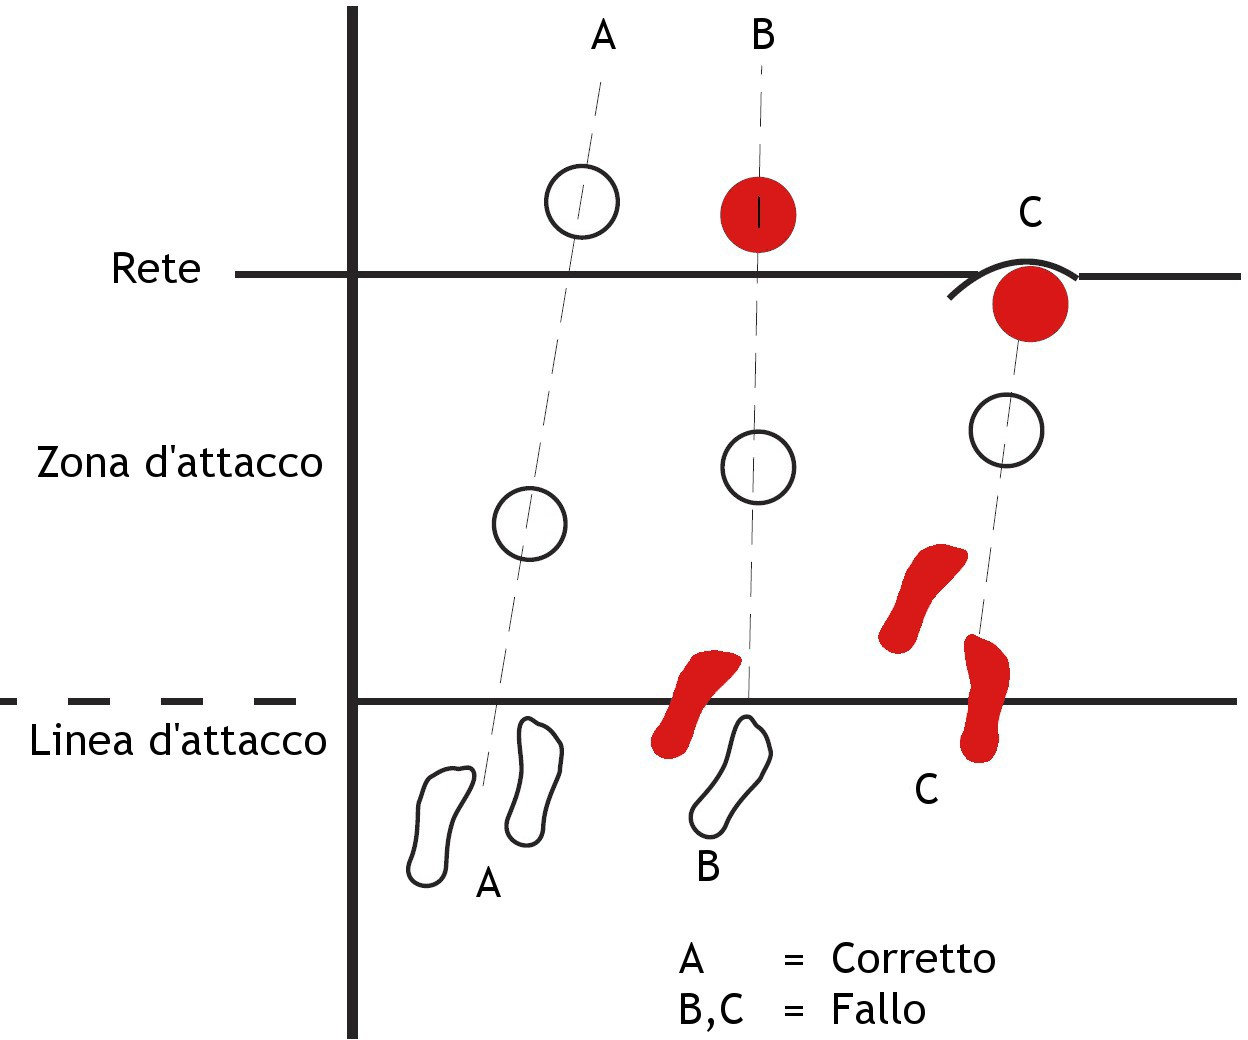 A
B
C
Rete
Zona d'attacco
Linea d'attacco
C
B
A
A = Corretto
B,C = Fallo